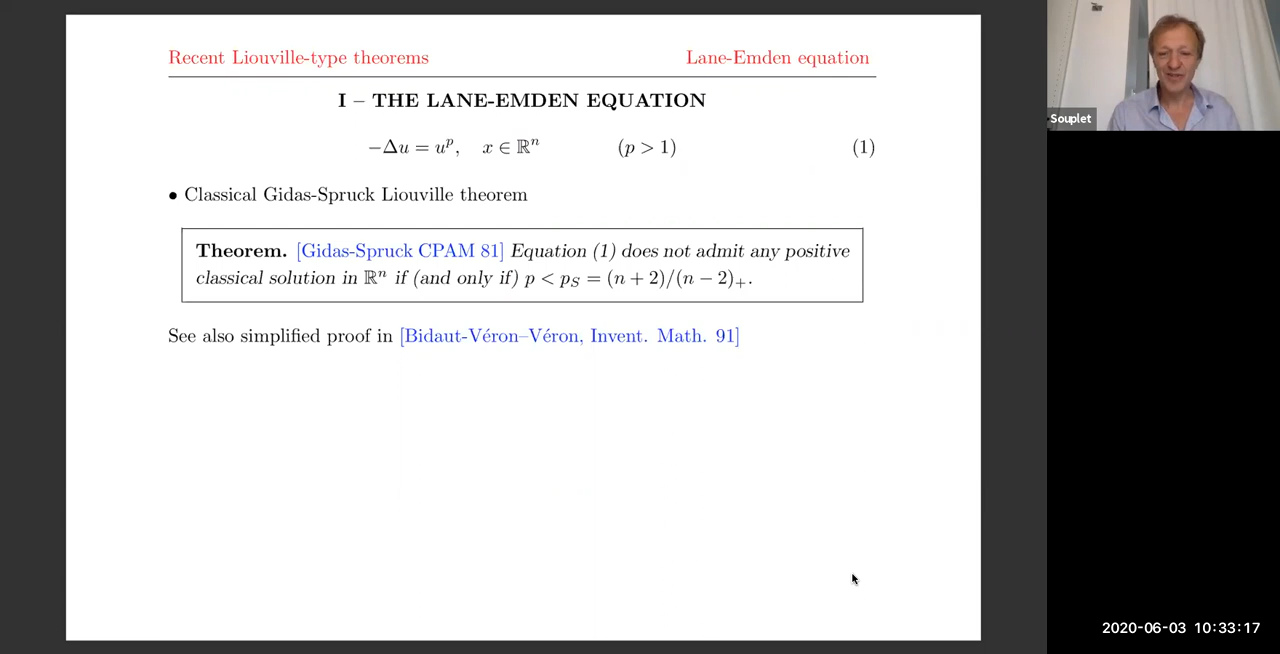 Recent Liouville-type theorems Lane-Emden equation
I – THE LANE-EMDEN EQUATION
−Δu = uᵖ, x ∈ ℝⁿ (p > 1) (1)
• Classical Gidas-Spruck Liouville theorem
Theorem. [Gidas-Spruck CPAM 81] Equation (1) does not admit any positive
classical solution in ℝⁿ if (and only if) p < p_S = (n + 2)/(n − 2)₊.
See also simplified proof in [Bidaut-Véron–Véron, Invent. Math. 91]
Souplet
2020-06-03 10:33:17